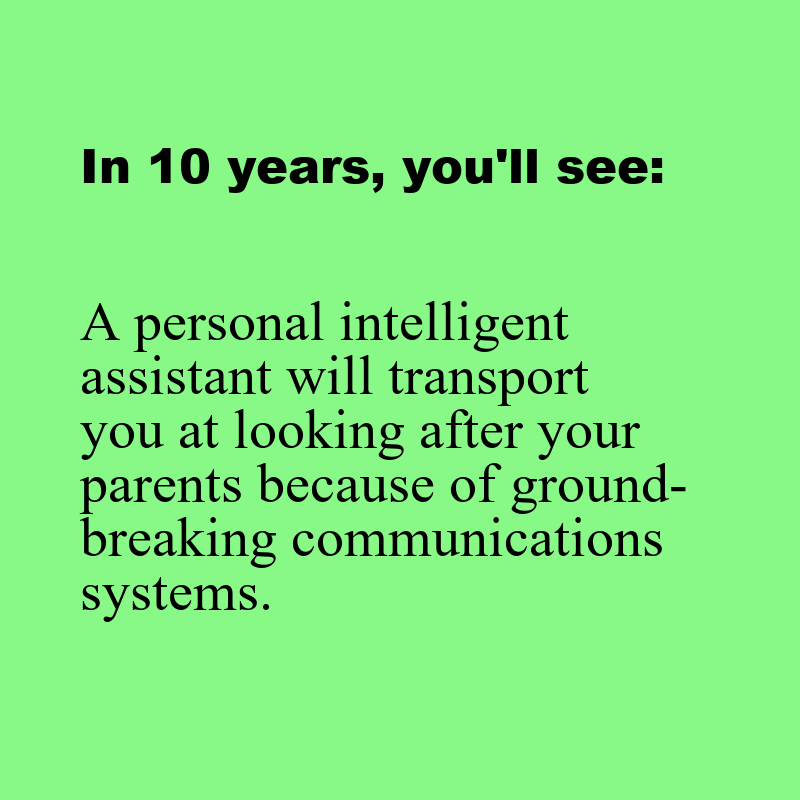 In 10 years, you'll see:
A personal intelligent
assistant will transport
you at looking after your
parents because of ground-
breaking communications
systems.